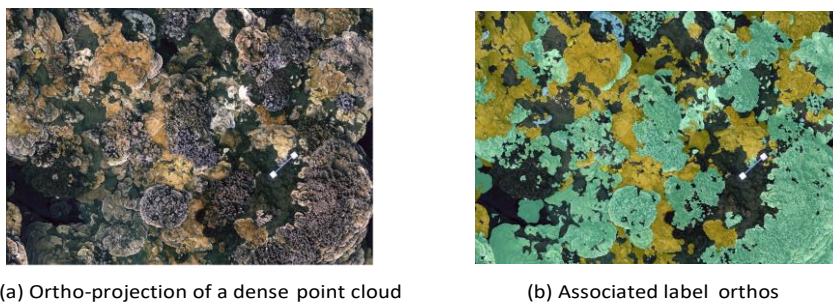 (a) Ortho-projection of a dense point cloud
(b) Associated label orthos